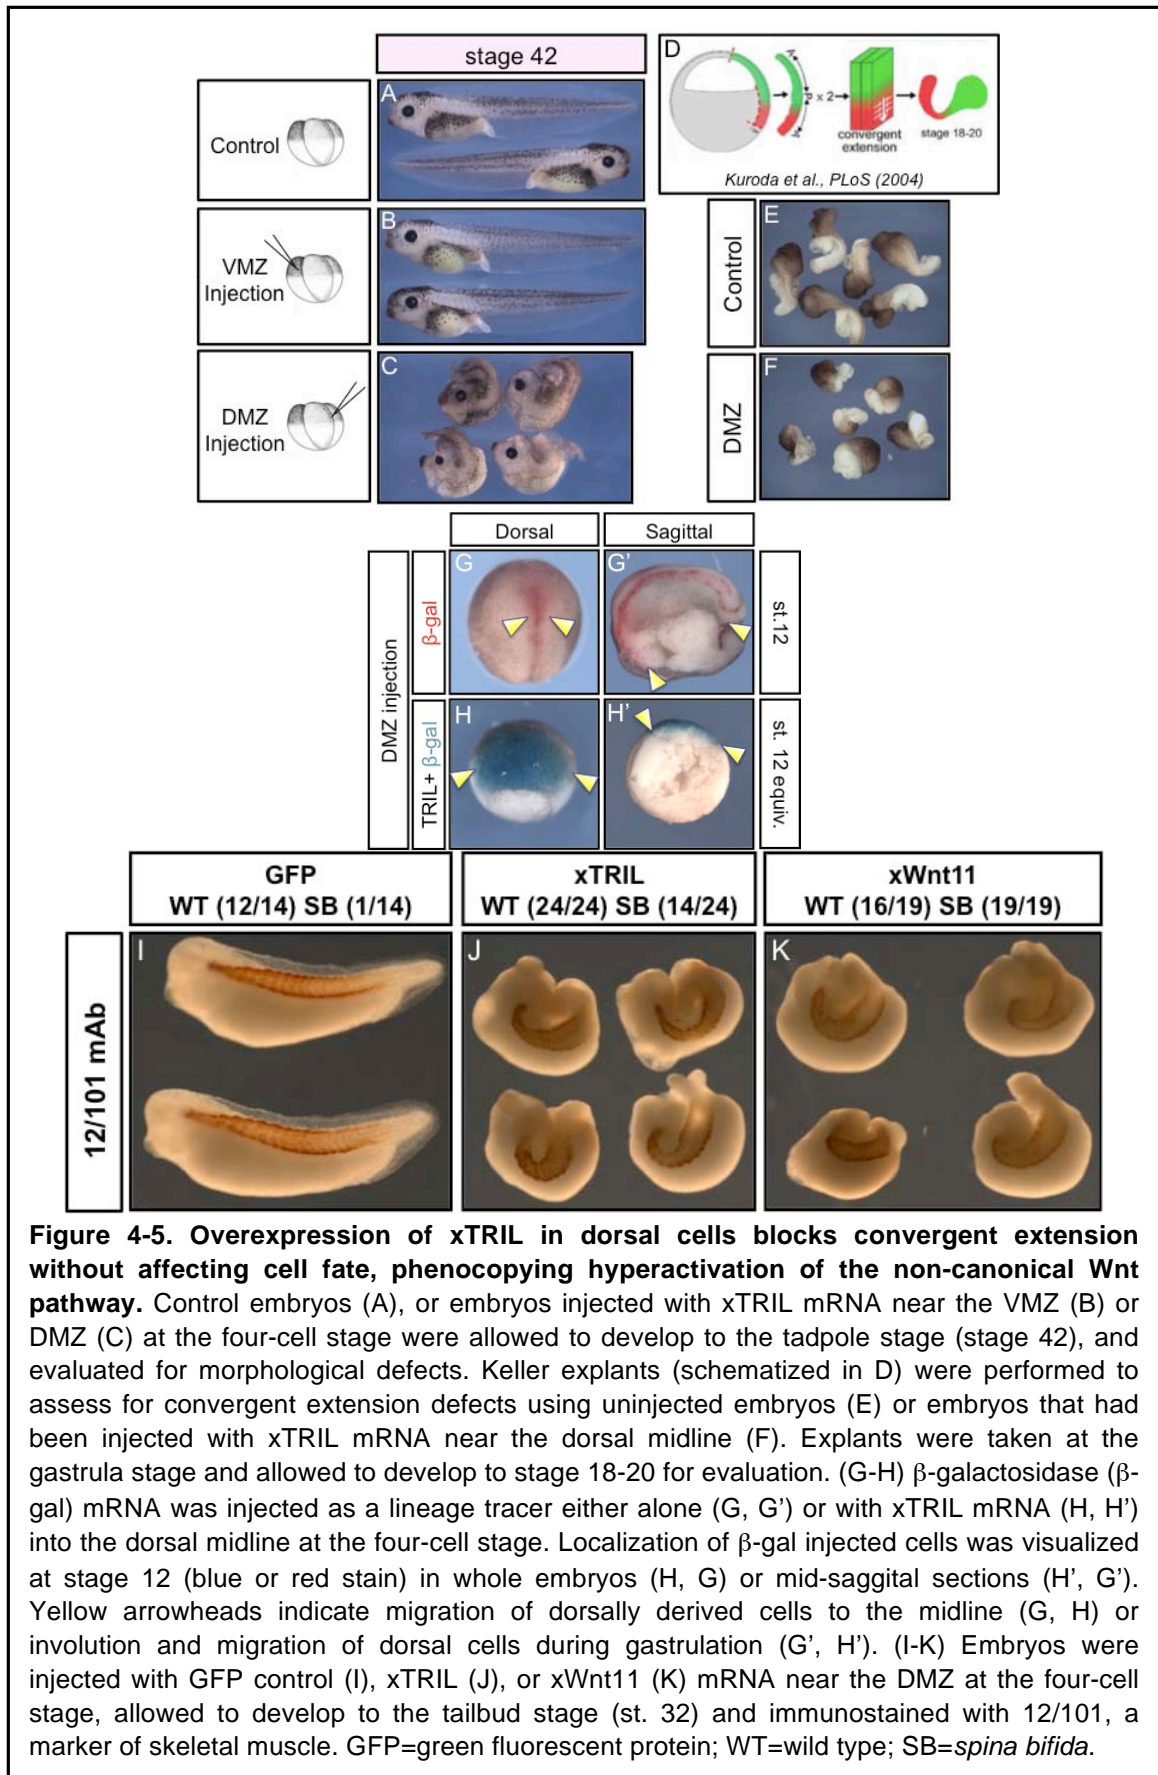 stage 42
Control
A
VMZ
Injection
B
DMZ
Injection
C
D
A
P x 2
A
convergent
extension
stage 18-20
Kuroda et al., PLoS (2004)
Control
E
DMZ
F
Dorsal
Sagittal
DMZ injection
β-gal
G
G'
st.12
TRIL+ β-gal
H
H'
st. 12 equiv.
GFP
WT (12/14) SB (1/14)
xTRIL
WT (24/24) SB (14/24)
xWnt11
WT (16/19) SB (19/19)
12/101 mAb
I
J
K
Figure 4-5. Overexpression of xTRIL in dorsal cells blocks convergent extension
without affecting cell fate, phenocopying hyperactivation of the non-canonical Wnt
pathway. Control embryos (A), or embryos injected with xTRIL mRNA near the VMZ (B) or
DMZ (C) at the four-cell stage were allowed to develop to the tadpole stage (stage 42), and
evaluated for morphological defects. Keller explants (schematized in D) were performed to
assess for convergent extension defects using uninjected embryos (E) or embryos that had
been injected with xTRIL mRNA near the dorsal midline (F). Explants were taken at the
gastrula stage and allowed to develop to stage 18-20 for evaluation. (G-H) β-galactosidase (β-
gal) mRNA was injected as a lineage tracer either alone (G, G’) or with xTRIL mRNA (H, H’)
into the dorsal midline at the four-cell stage. Localization of β-gal injected cells was visualized
at stage 12 (blue or red stain) in whole embryos (H, G) or mid-saggital sections (H’, G’).
Yellow arrowheads indicate migration of dorsally derived cells to the midline (G, H) or
involution and migration of dorsal cells during gastrulation (G’, H’). (I-K) Embryos were
injected with GFP control (I), xTRIL (J), or xWnt11 (K) mRNA near the DMZ at the four-cell
stage, allowed to develop to the tailbud stage (st. 32) and immunostained with 12/101, a
marker of skeletal muscle. GFP=green fluorescent protein; WT=wild type; SB=spina bifida.